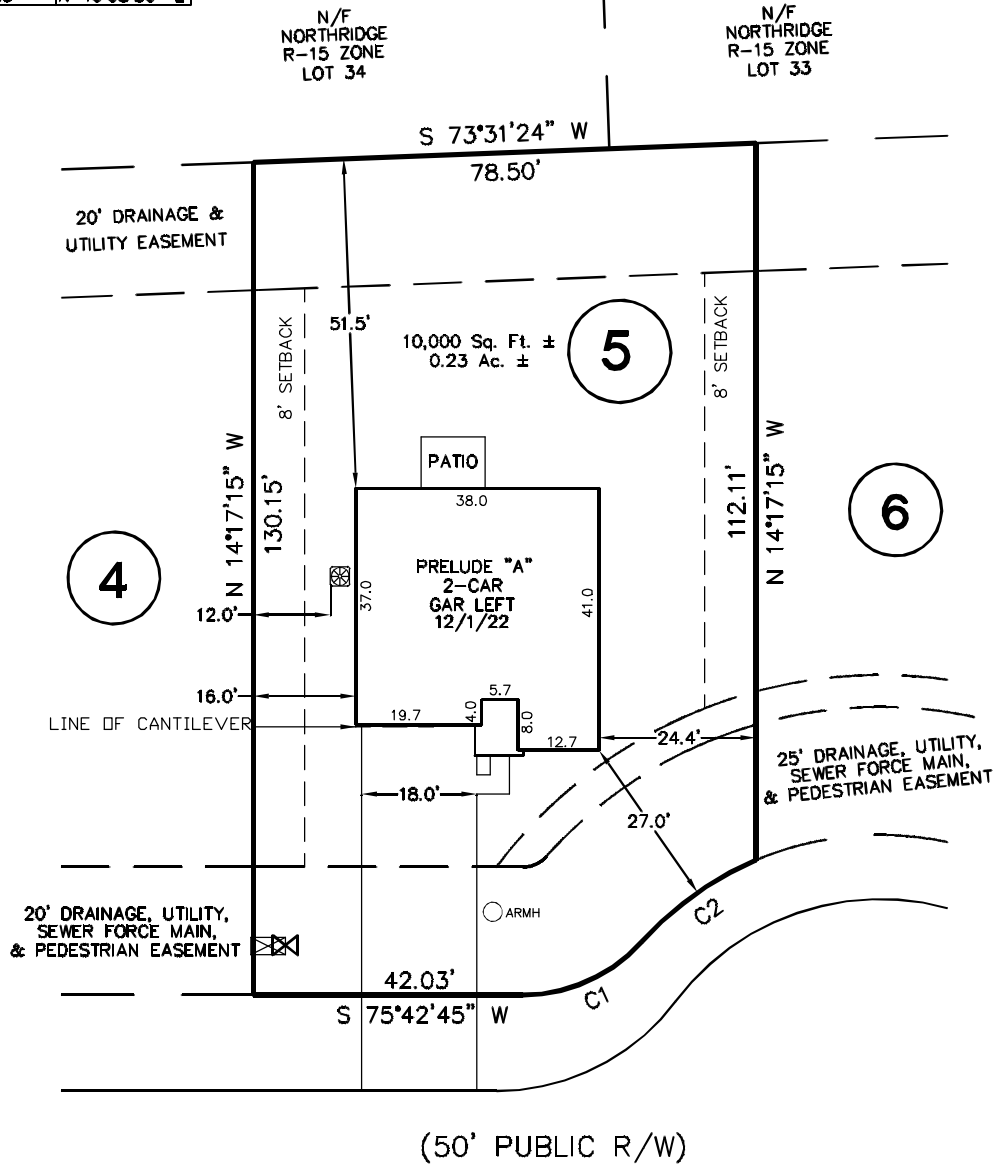 N/F
NORTHRIDGE
R-15 ZONE
LOT 34
N/F
NORTHRIDGE
R-15 ZONE
LOT 33
S 73°31'24" W
78.50'
20' DRAINAGE &
UTILITY EASEMENT
51.5'
8' SETBACK
10,000 Sq. Ft. ±
0.23 Ac. ±
5
8' SETBACK
N 14°17'15" W
130.15'
PATIO
38.0
112.11'
N 14°17'15" W
4
6
PRELUDE "A"
2-CAR
GAR LEFT
12/1/22
37.0
41.0
12.0'
16.0'
LINE OF CANTILEVER
19.7
4.0
5.7
8.0
12.7
24.4'
18.0'
27.0'
25' DRAINAGE, UTILITY,
SEWER FORCE MAIN,
& PEDESTRIAN EASEMENT
20' DRAINAGE, UTILITY,
SEWER FORCE MAIN,
& PEDESTRIAN EASEMENT
ARMH
C2
C1
42.03'
S 75°42'45" W
(50' PUBLIC R/W)